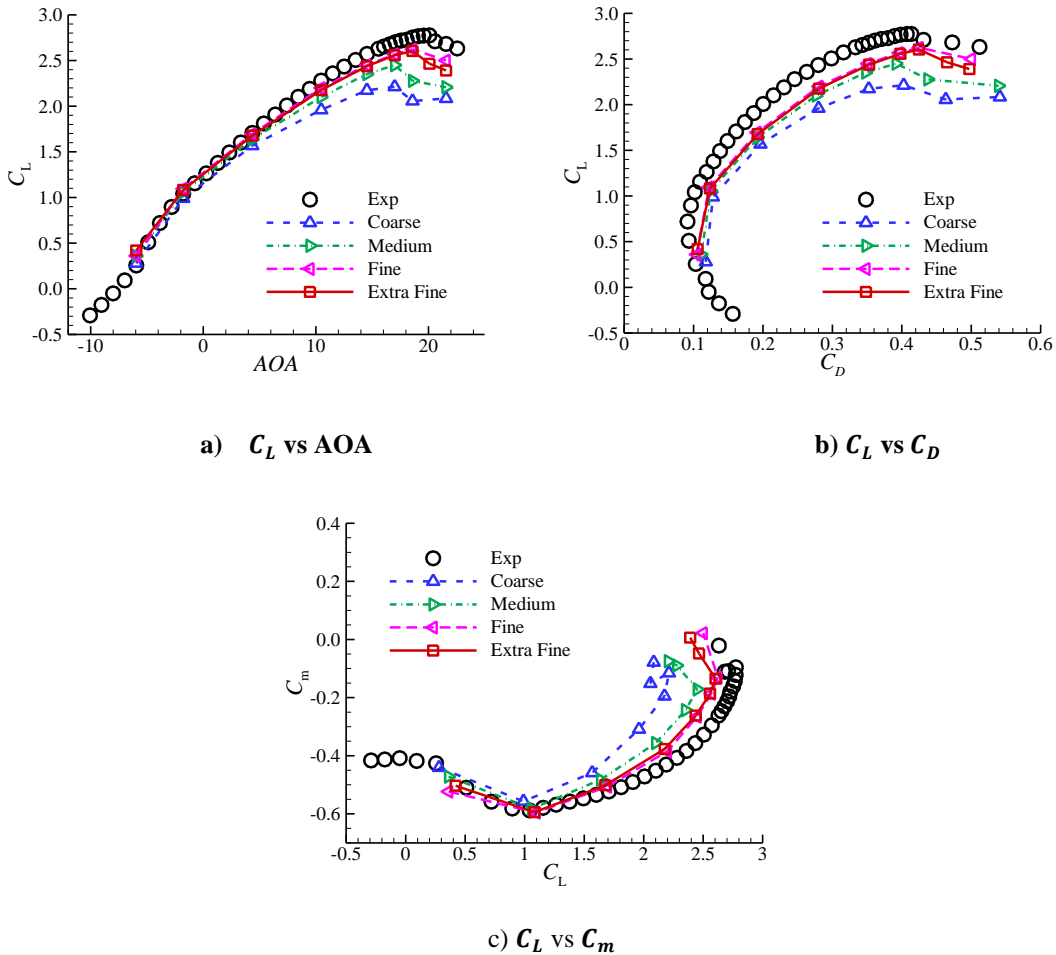 3.0
2.5
2.0
1.5
1.0
0.5
0.0
-0.5
C_L
-10 0 10 20
AOA
Exp
Coarse
Medium
Fine
Extra Fine
a) C_L vs AOA
3.0
2.5
2.0
1.5
1.0
0.5
0.0
-0.5
C_L
0 0.1 0.2 0.3 0.4 0.5 0.6
C_D
Exp
Coarse
Medium
Fine
Extra Fine
b) C_L vs C_D
0.4
0.2
0.0
-0.2
-0.4
-0.6
C_m
-0.5 0 0.5 1 1.5 2 2.5 3
C_L
Exp
Coarse
Medium
Fine
Extra Fine
c) C_L vs C_m